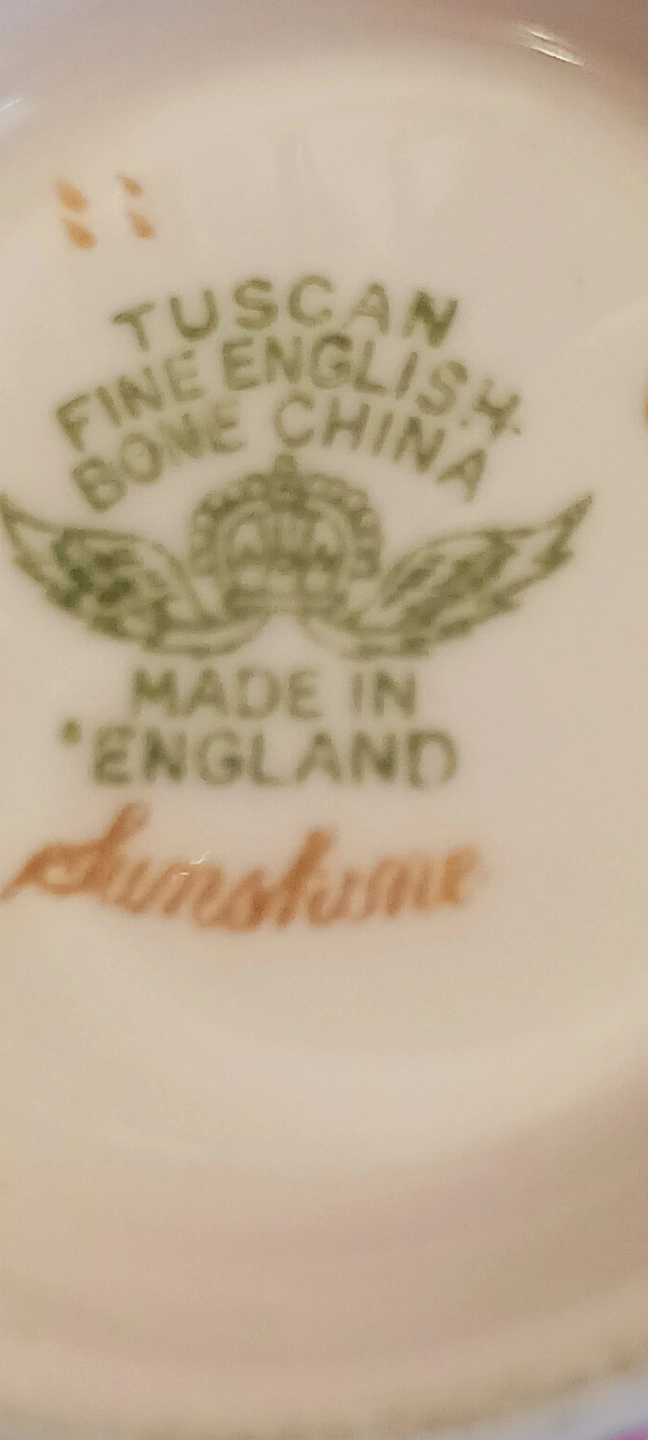 TUSCAN
FINE ENGLISH
BONE CHINA
MADE IN
ENGLAND
Sunshine